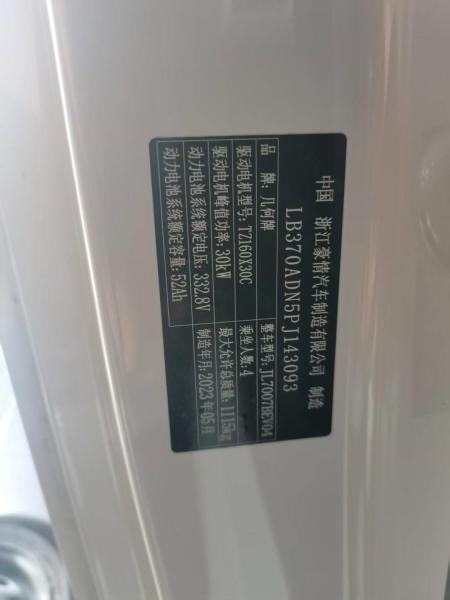 中国 浙江豪情汽车制造有限公司 制造
LB370ADN5PJ143093
品 牌:几何牌 整车型号:JL7007BEV04
驱动电机型号:TZ160X30C 乘坐人数:4
驱动电机峰值功率:30kW 最大允许总质量:1115kg
动力电池系统额定电压:332.8V 制造年月:2023年05月
动力电池系统额定容量:52Ah